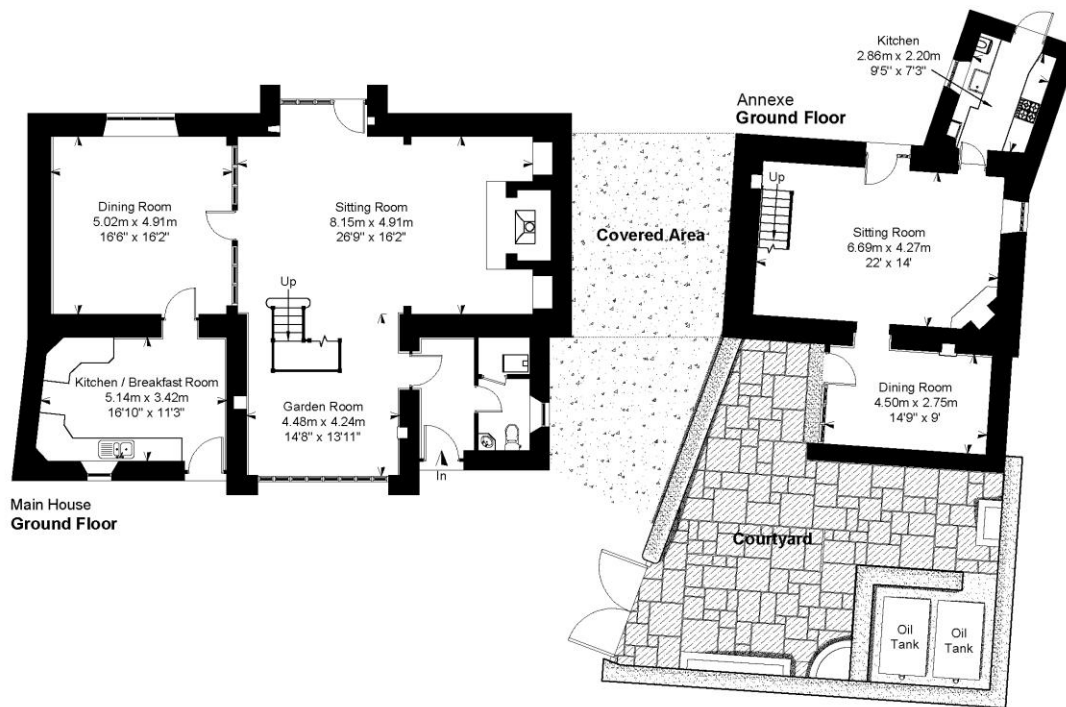 Kitchen
2.86m x 2.20m
9'5" x 7'3"
Annexe
Ground Floor
Dining Room
5.02m x 4.91m
16'6" x 16'2"
Sitting Room
8.15m x 4.91m
26'9" x 16'2"
Covered Area
Up
Sitting Room
6.69m x 4.27m
22' x 14'
Up
Kitchen / Breakfast Room
5.14m x 3.42m
16'10" x 11'3"
Garden Room
4.48m x 4.24m
14'8" x 13'11"
Dining Room
4.50m x 2.75m
14'9" x 9'
In
Main House
Ground Floor
Courtyard
Oil
Tank
Oil
Tank